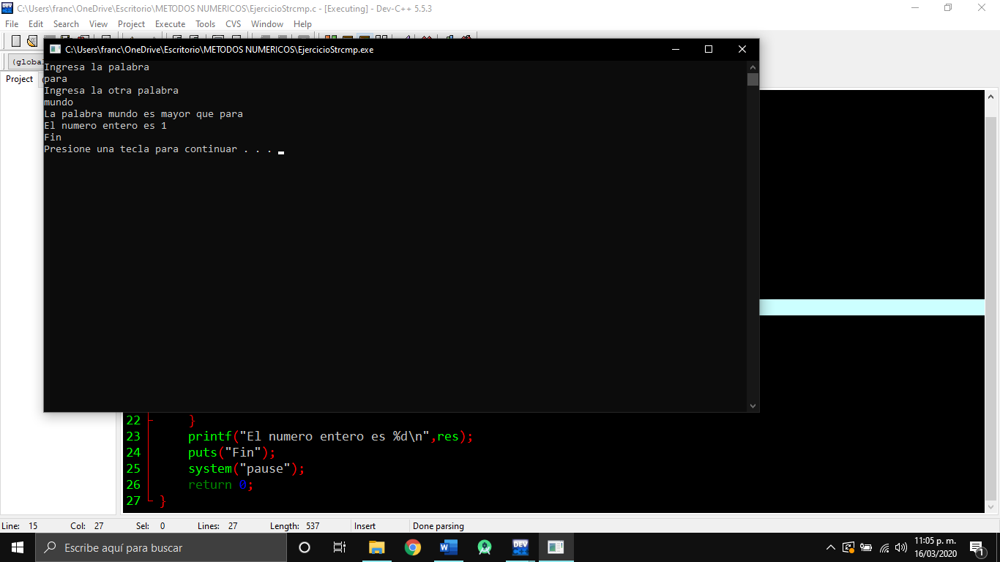 C:\Users\franc\OneDrive\Escritorio\METODOS NUMERICOS\EjercicioStrcmp.c - [Executing] - Dev-C++ 5.5.3
File Edit Search View Project Execute Tools CVS Window Help
C:\Users\franc\OneDrive\Escritorio\METODOS NUMERICOS\EjercicioStrcmp.exe
Project
Ingresa la palabra
para
Ingresa la otra palabra
mundo
La palabra mundo es mayor que para
El numero entero es 1
Fin
Presione una tecla para continuar . . .
22 }
23 printf("El numero entero es %d\n",res);
24 puts("Fin");
25 system("pause");
26 return 0;
27 }
Line: 15 Col: 27 Sel: 0 Lines: 27 Length: 537 Insert Done parsing
Escribe aquí para buscar
DEV
11:05 p. m.
16/03/2020
1